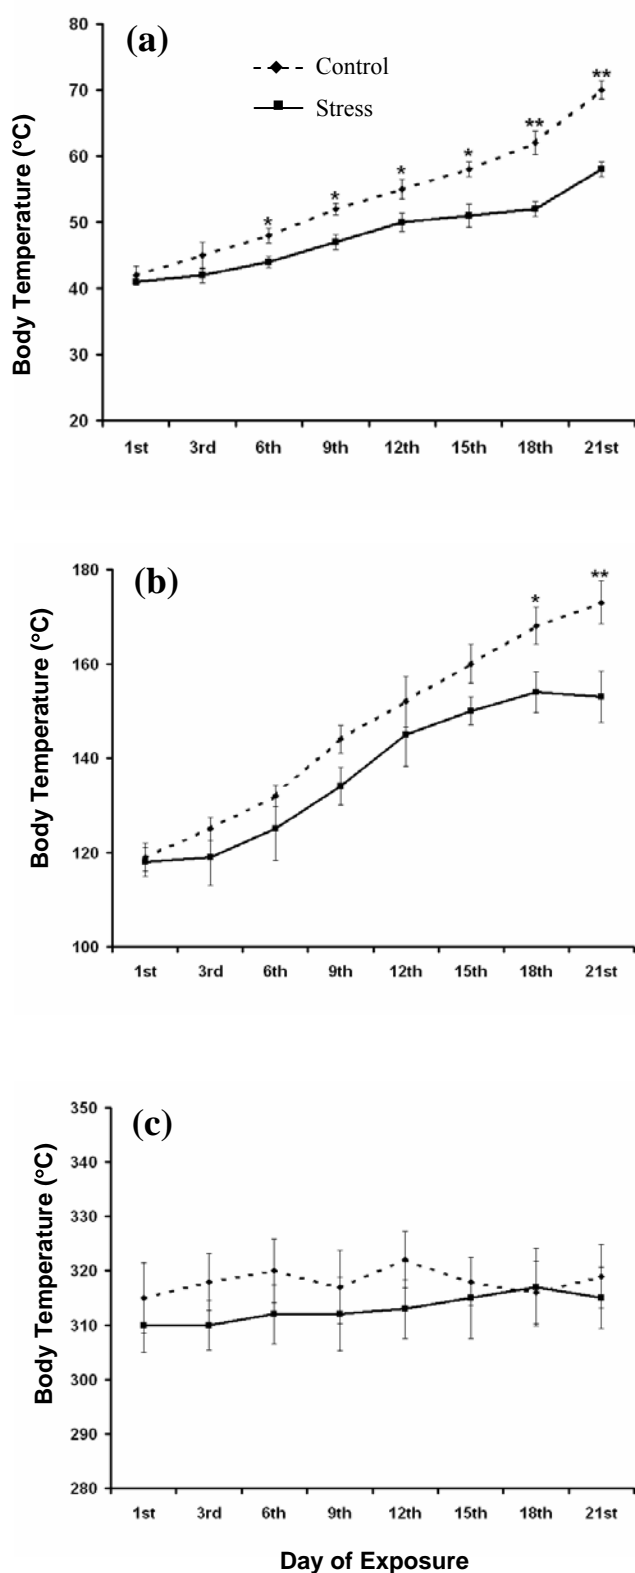 (a)
Control
Stress
Body Temperature (°C)
80
70
60
50
40
30
20
*
*
*
*
**
**
1st 3rd 6th 9th 12th 15th 18th 21st
(b)
Body Temperature (°C)
180
160
140
120
100
*
**
1st 3rd 6th 9th 12th 15th 18th 21st
(c)
Body Temperature (°C)
350
340
330
320
310
300
290
280
1st 3rd 6th 9th 12th 15th 18th 21st
Day of Exposure